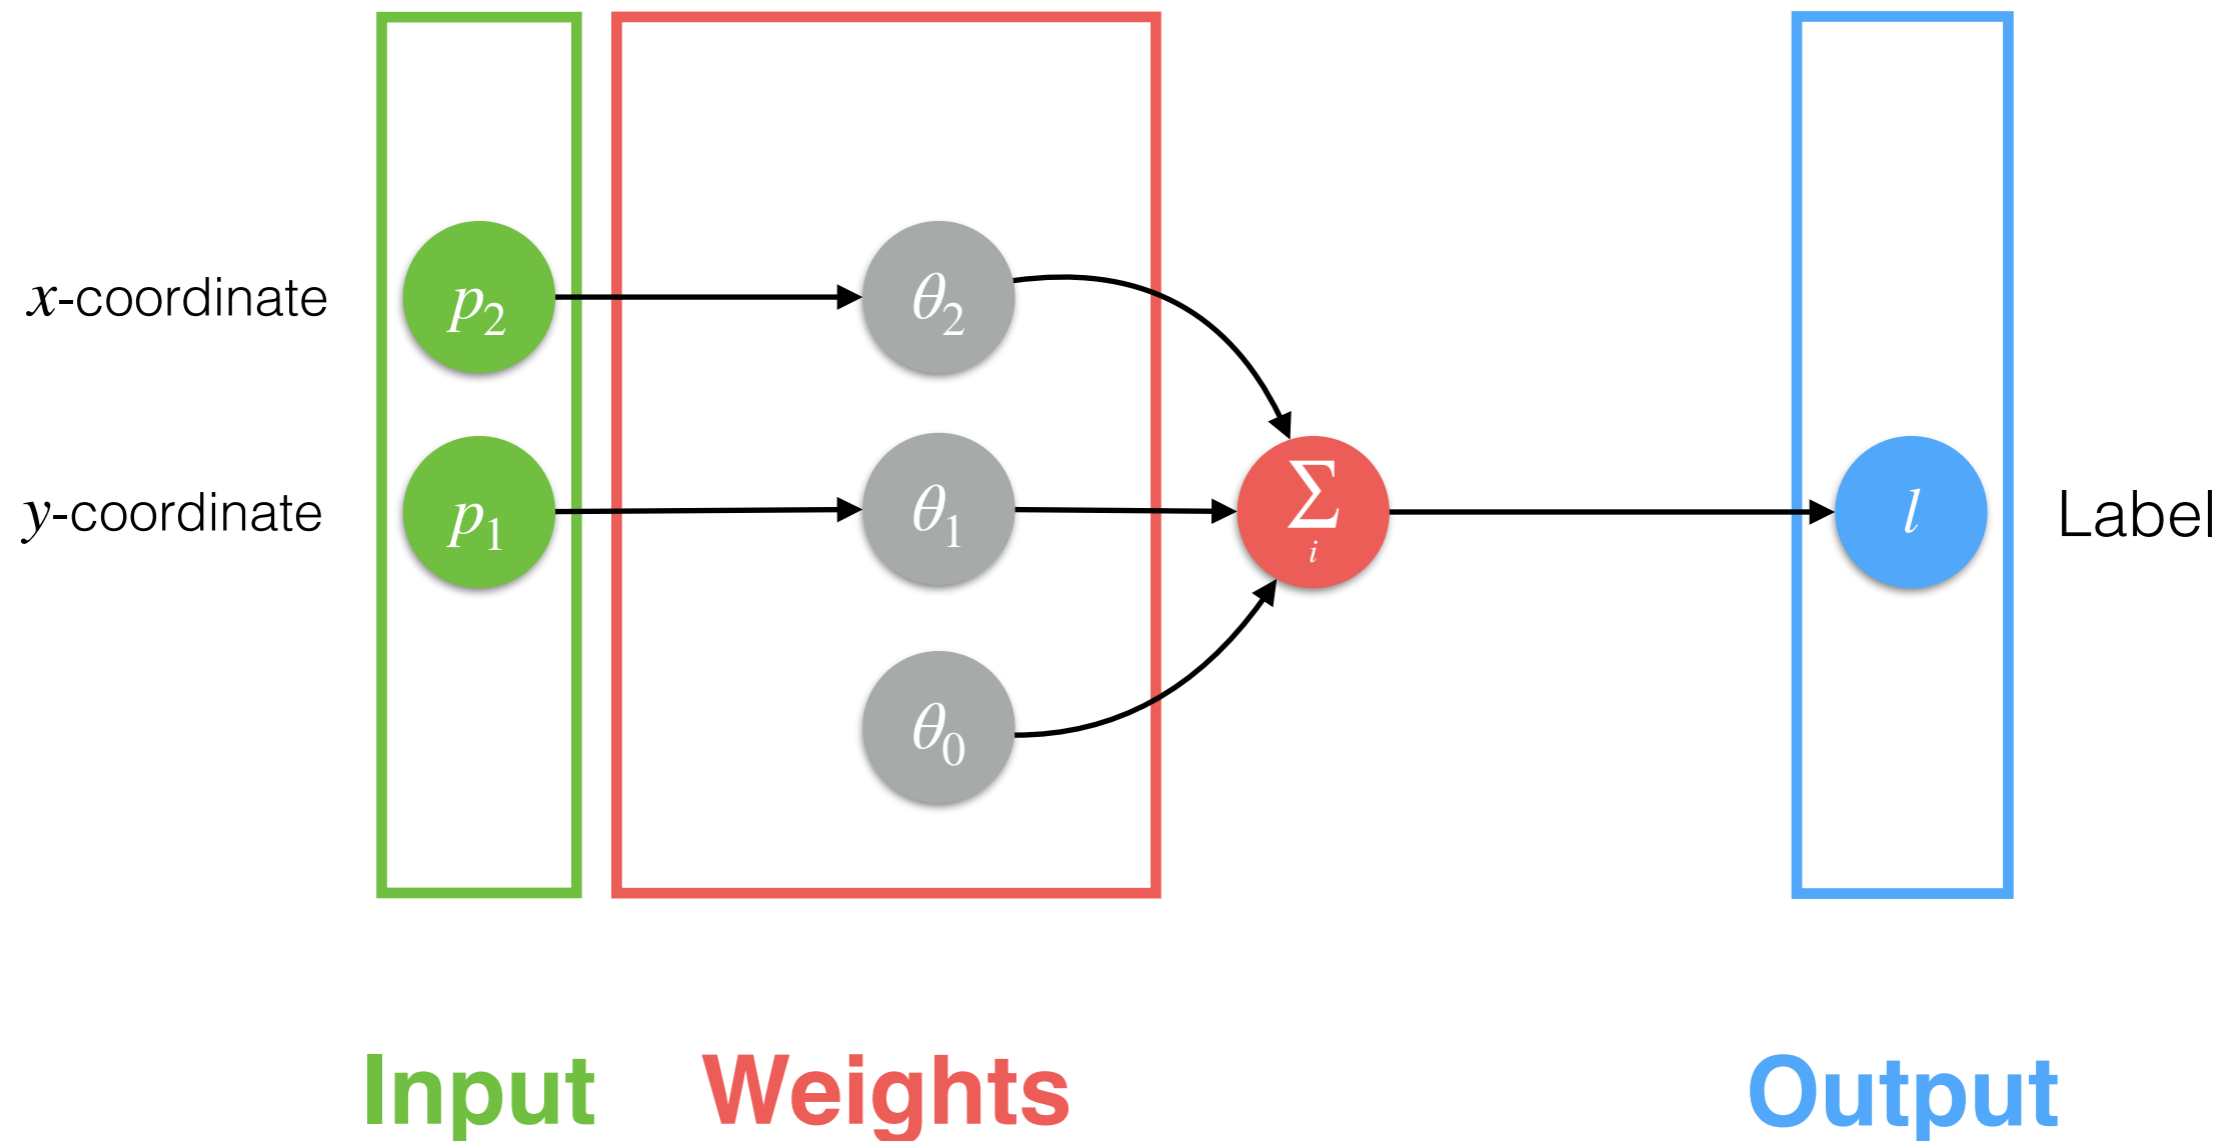 x-coordinate p₂ θ₂
y-coordinate p₁ θ₁ ∑ᵢ l Label
θ₀
Input Weights Output